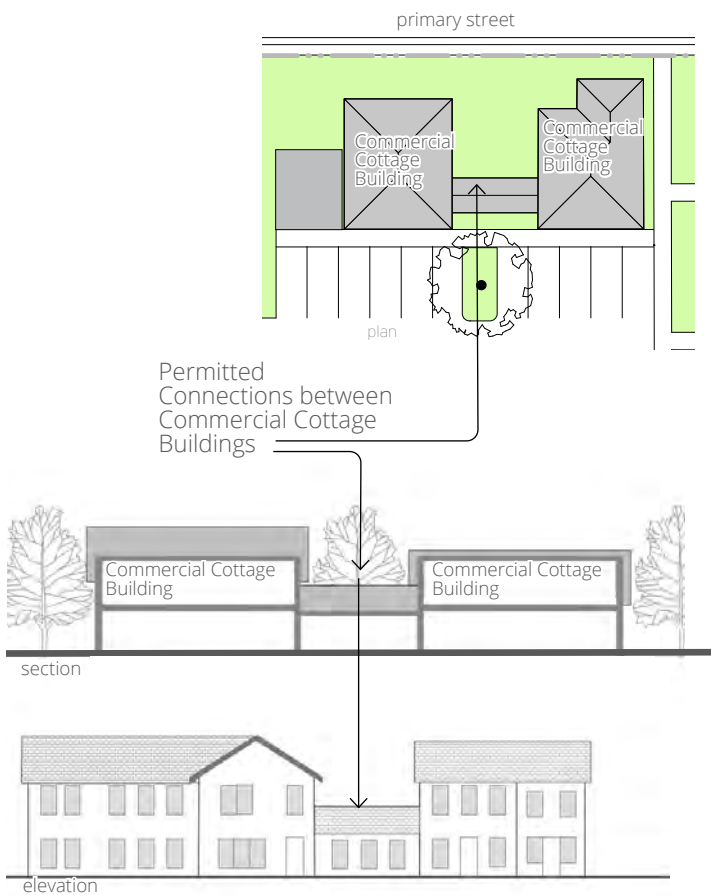 primary street
Commercial
Cottage
Building
Commercial
Cottage
Building
plan
Permitted
Connections between
Commercial Cottage
Buildings
Commercial Cottage
Building
Commercial Cottage
Building
section
elevation